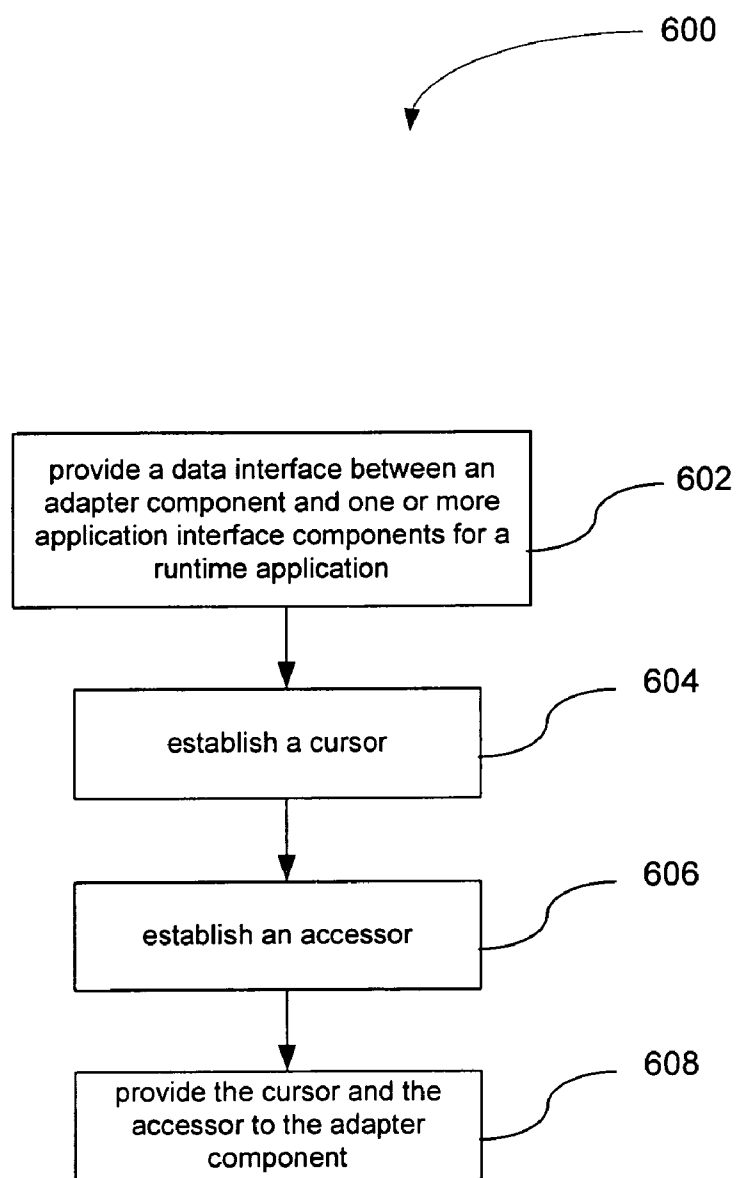 600
provide a data interface between an
adapter component and one or more
application interface components for a
runtime application
602
establish a cursor
604
establish an accessor
606
provide the cursor and the
accessor to the adapter
component
608